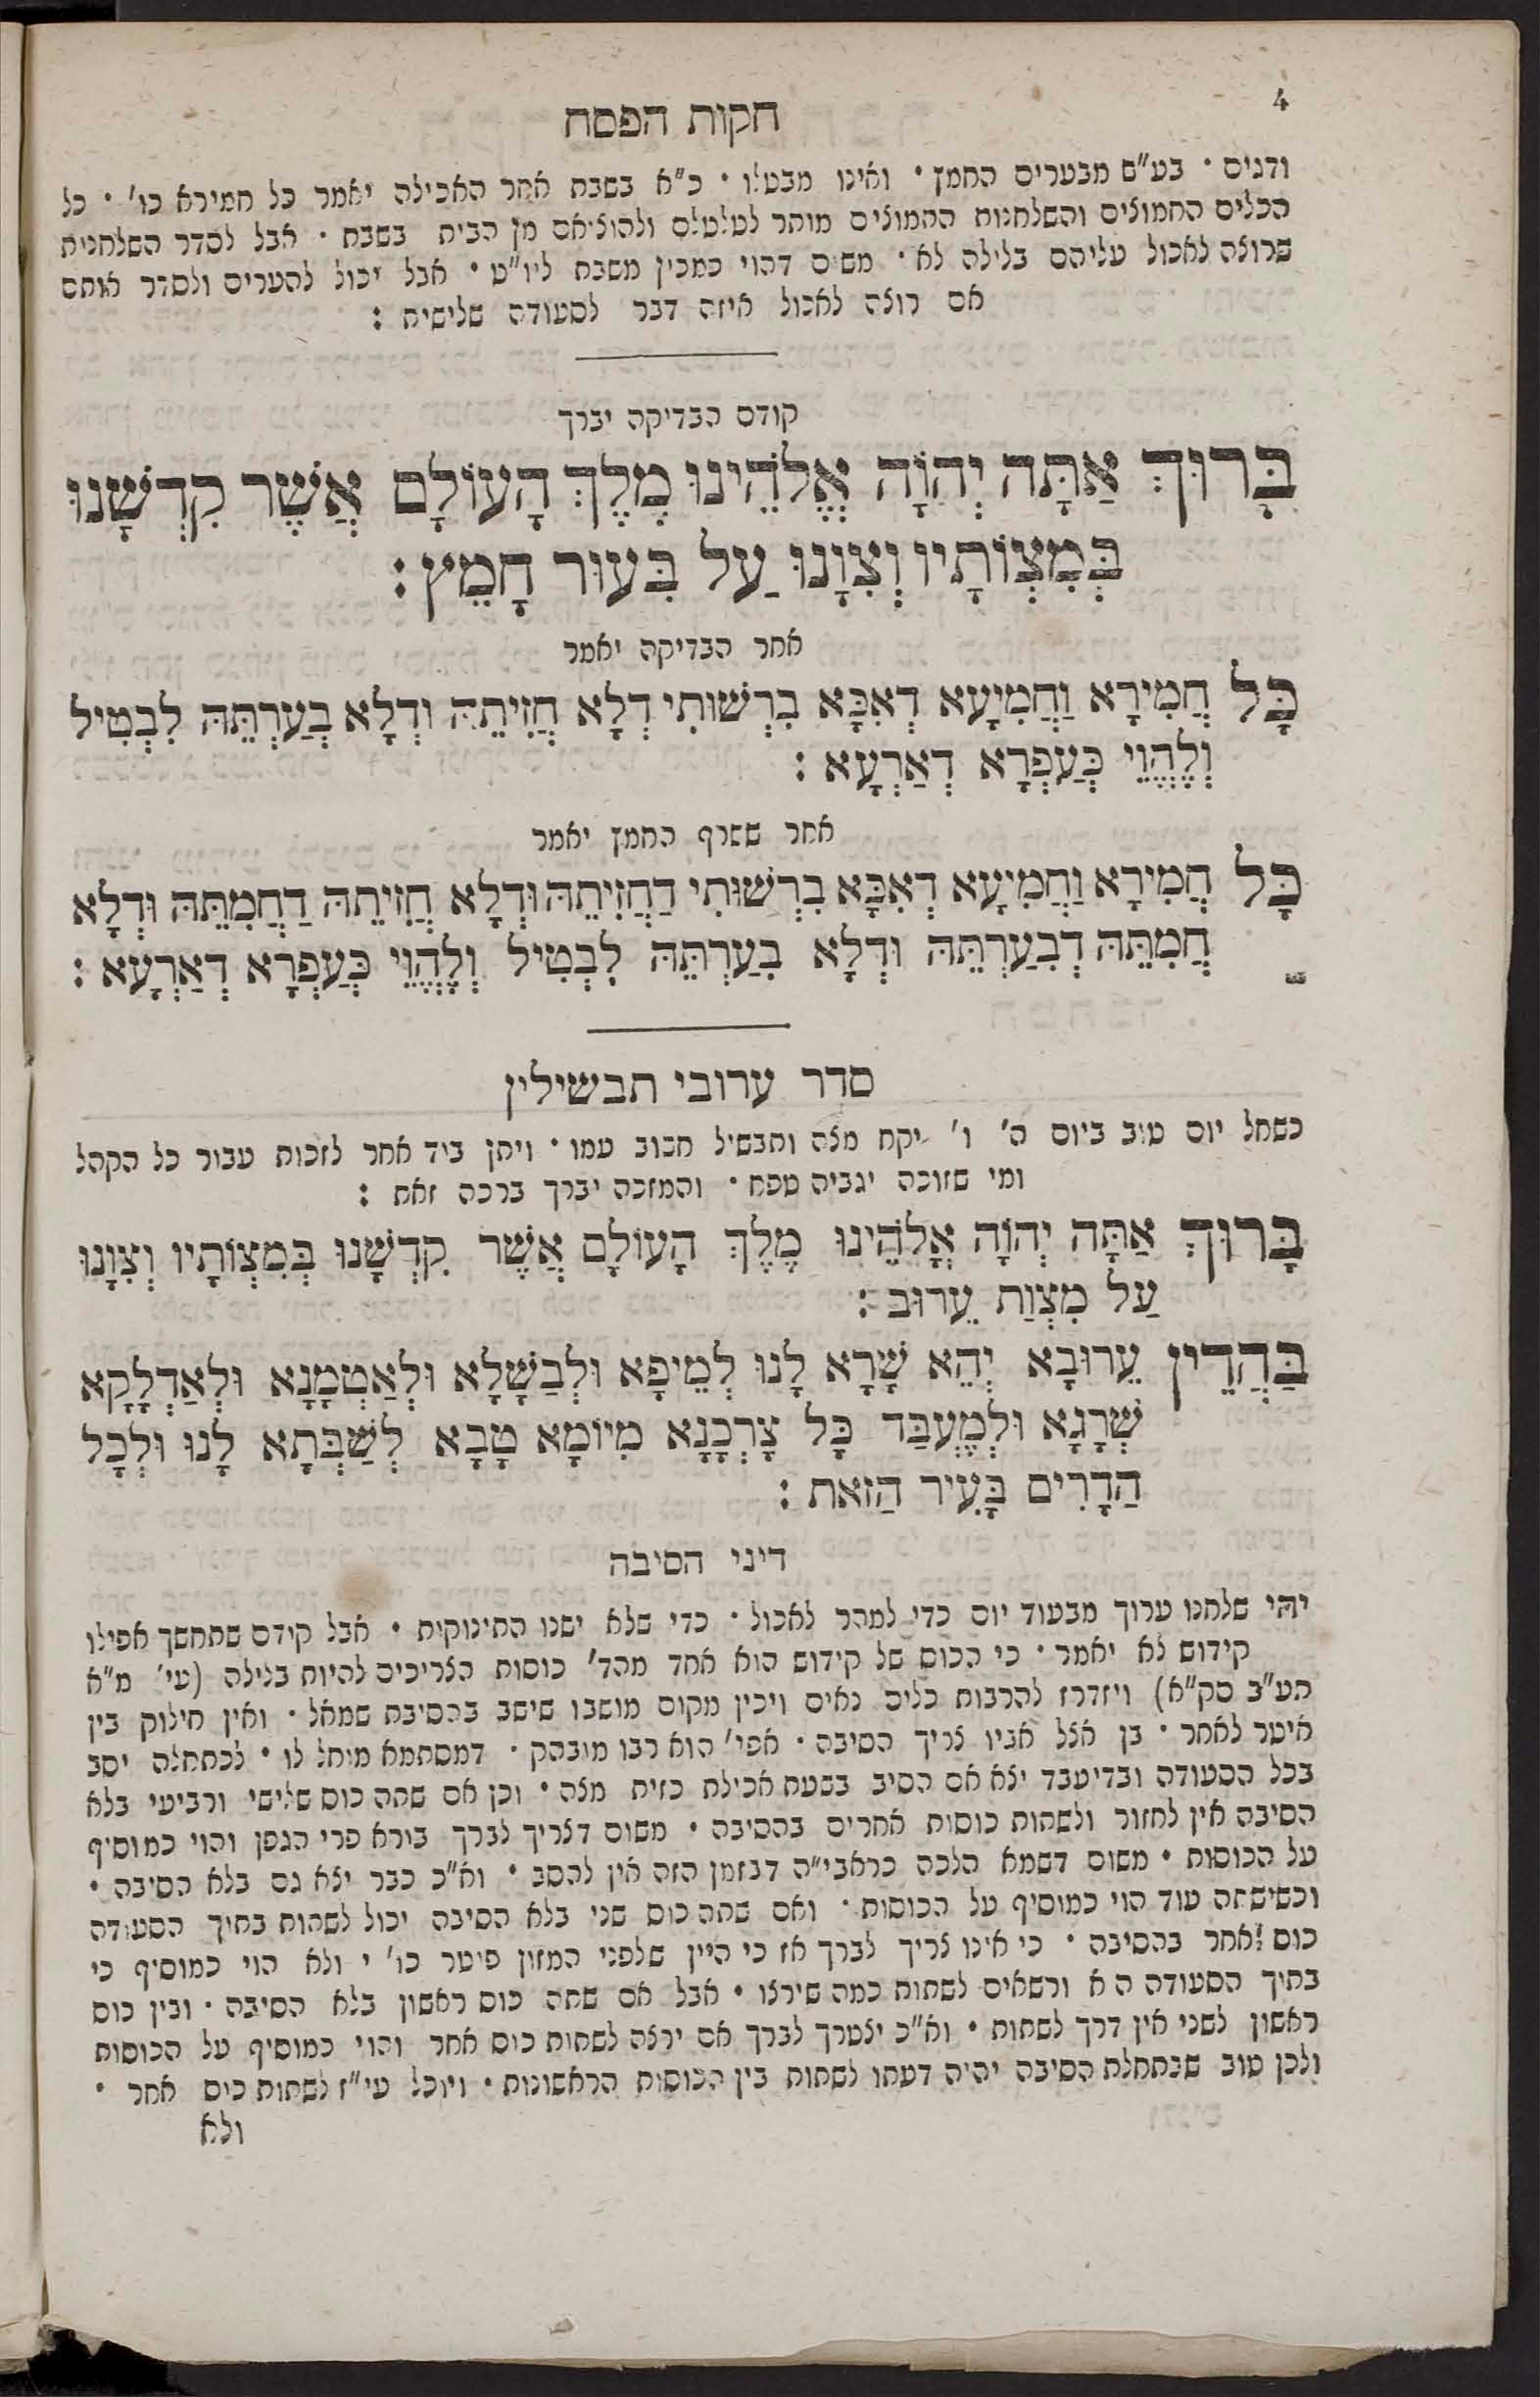 4
חקות הפסח
ודגים · בע"ם מבערים החמץ · ואינו מבטלו · כ"א בשבת אחר האכילה יאמר כל חמירא כו' · כל
הכלים החמוצים והשלחנות החמוצים מותר לטלטלם ולהוציאם מן הבית בשבת · אבל לסדר השלחנית
שרוצה לאכול עליהם בלילה לא · משום דהוי כמכין משבת ליו"ט · אבל יכול להעריס ולסדר אותם
אם רוצה לאכול איזה דבר לסעודה שלישית :
קודם הבדיקה יברך
בָּרוּךְ אַתָּה יְהוָֹה אֱלֹהֵינוּ מֶלֶךְ הָעוֹלָם אֲשֶׁר קִדְשָׁנוּ
בְּמִצְוֹתָיו וְצִוָנוּ עַל בִּעוּר חָמֵץ :
אחר הבדיקה יאמר
כָּל חֲמִירָא וַחֲמִיעָא דְאִכָּא בִרְשׁוּתִי דְלָא חֲזִיתֵהּ וּדְלָא בְעַרְתֵּהּ לִבְטִיל
וְלֶהֱוֵי כְּעַפְרָא דְאַרְעָא :
אחר ששרף החמץ יאמר
כָּל חֲמִירָא וַחֲמִיעָא דְאִכָּא בִרְשׁוּתִי דַחֲזִיתֵהּ וּדְלָא חֲזִיתֵהּ דַחֲמִתֵּהּ וּדְלָא
חֲמִתֵּהּ דְבִעַרְתֵּהּ וּדְלָא בִעַרְתֵּהּ לִבְטִיל וְלֶהֱוֵי כְּעַפְרָא דְאַרְעָא :
סדר ערובי תבשילין
כשחל יום טוב ביום ה' ו' יקח מצה ותבשיל חבוב עמו · ויתן ביד אחר לזכות עבור כל הקהל
ומי שזוכה יגביה טפח · והמזכה יברך ברכה זאת :
בָּרוּךְ אַתָּה יְהוָֹה אֱלֹהֵינוּ מֶלֶךְ הָעוֹלָם אֲשֶׁר קִדְשָׁנוּ בְּמִצְוֹתָיו וְצִוָנוּ
עַל מִצְוַת עֵרוּב :
בַּהֲדֵין עֵרוּבָא יְהֵא שָׁרָא לָנוּ לְמֵיפָא וּלְבַשָּׁלָא וּלְאַטְמָנָא וּלְאַדְלָקָא
שְׁרָגָא וּלְמֶעְבַּד כָּל צָרְכָנָא מִיוֹמָא טָבָא לְשַׁבְּתָא לָנוּ וּלְכָל
הַדָרִים בָּעִיר הַזֹאת :
דיני הסיבה
יהי שלחנו ערוך מבעוד יום כדי למהר לאכול · כדי שלא ישנו התינוקות · אבל קודם שתחשך אפילו
קידוש לא יאמר · כי הכוס של קידוש הוא אחד מהד' כוסות הצריכים להיות בלילה (עי' מ"א
תע"ב סק"א) ויזדרז להרבות כלים נאים ויכין מקום מושבו שישב בהסיבת שמאל · ואין חילוק בין
איטר לאחר · בן אצל אביו צריך הסיבה · אפי' הוא רבו מובהק · דמסתמא מוחל לו · לכתחלה יסב
בכל הסעודה ובדיעבד יצא אם הסיב בשעת אכילת כזית מצה · וכן אם שתה כוס שלישי ורביעי בלא
הסיבה אין לחזור ולשתות כוסות אחרים בהסיבה · משום דצריך לברך בורא פרי הגפן והוי כמוסיף
על הכוסות · משום דשמא הלכה כראבי"ה דבזמן הזה אין להסב · וא"כ כבר יצא גם בלא הסיבה ·
וכשישתה עוד הוי כמוסיף על הכוסות · ואם שתה כוס שני בלא הסיבה יכול לשתות בתוך הסעודה
כוס אחר בהסיבה · כי אינו צריך לברך אז כי היין שלפני המזון פוטר כו' י ולא הוי כמוסיף כי
בתוך הסעודה ה א ורשאים לשתות כמה שירצו · אבל אם שתה כוס ראשון בלא הסיבה · ובין כוס
ראשון לשני אין דרך לשתות · וא"כ יצטרך לברך אם ירצה לשתות כוס אחר והוי כמוסיף על הכוסות
ולכן טוב שבתחלת הסיבה יהיה דעתו לשתות בין הכוסות הראשונות · ויוכל עי"ז לשתות כוס אחר ·
ולא